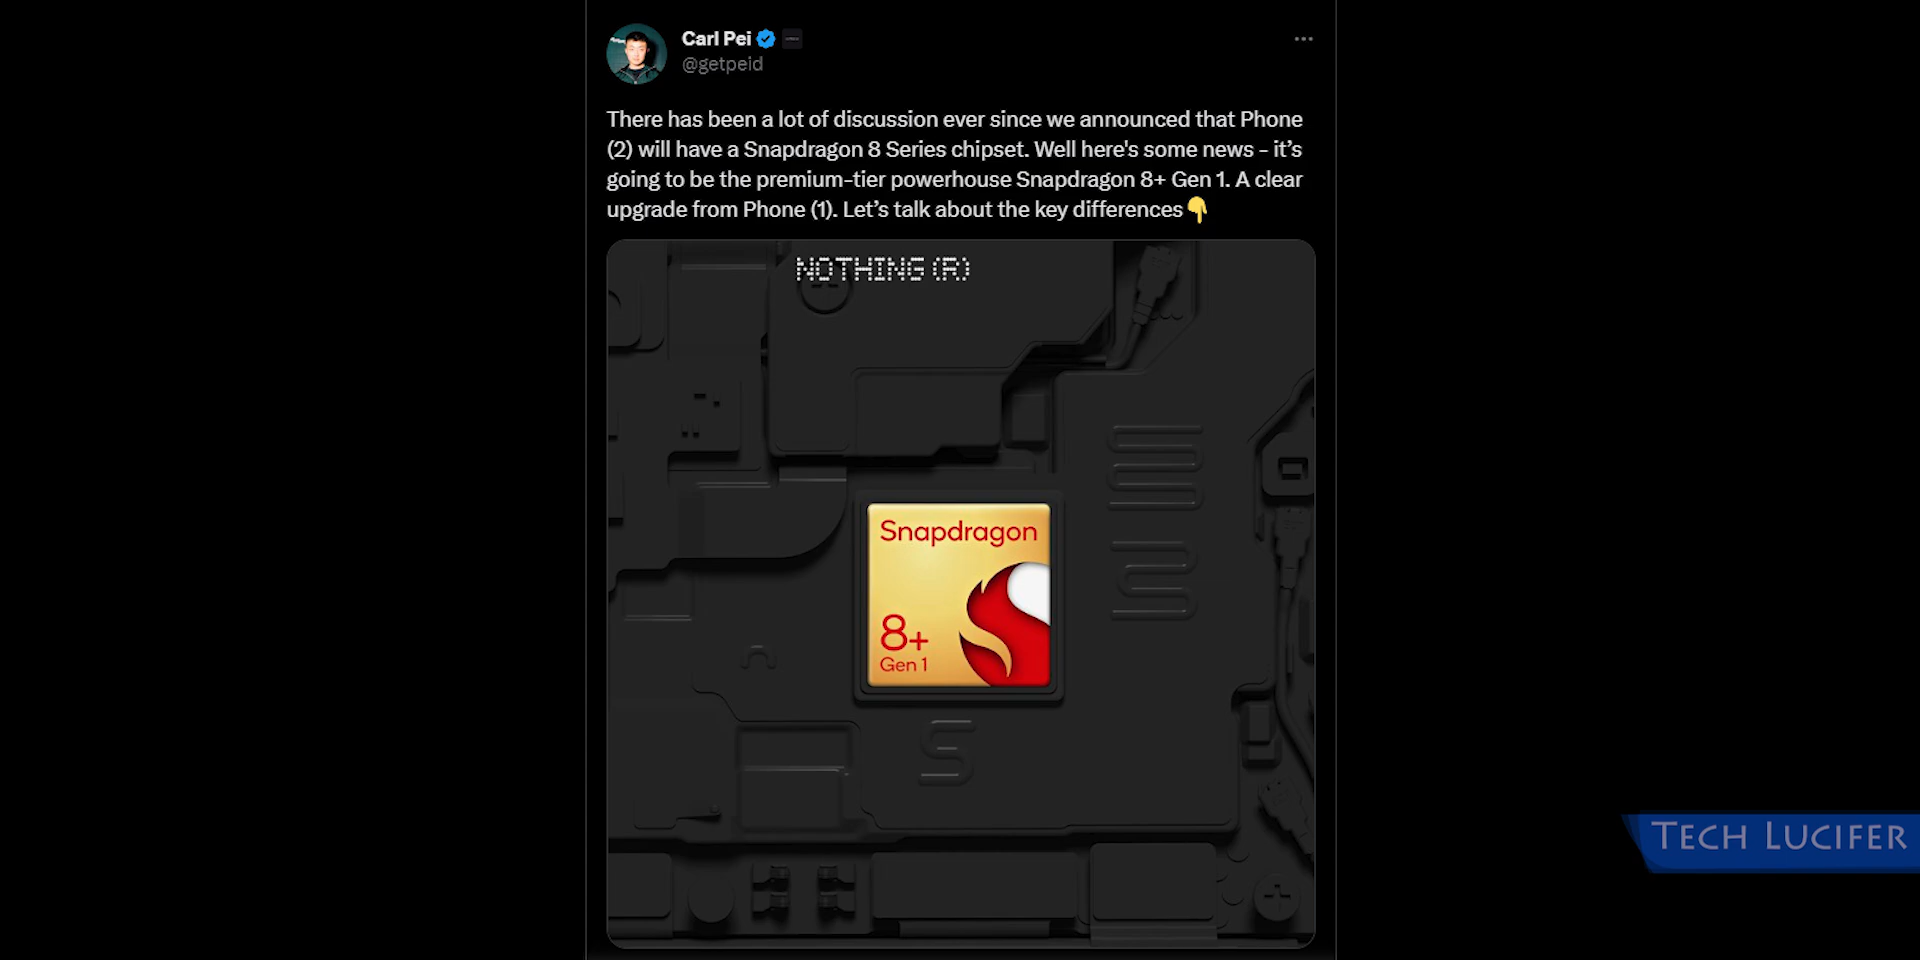 Carl Pei
@getpeid
There has been a lot of discussion ever since we announced that Phone
(2) will have a Snapdragon 8 Series chipset. Well here's some news - it’s
going to be the premium-tier powerhouse Snapdragon 8+ Gen 1. A clear
upgrade from Phone (1). Let’s talk about the key differences👇
NOTHING (R)
Snapdragon
8+
Gen 1
TECH LUCIFER